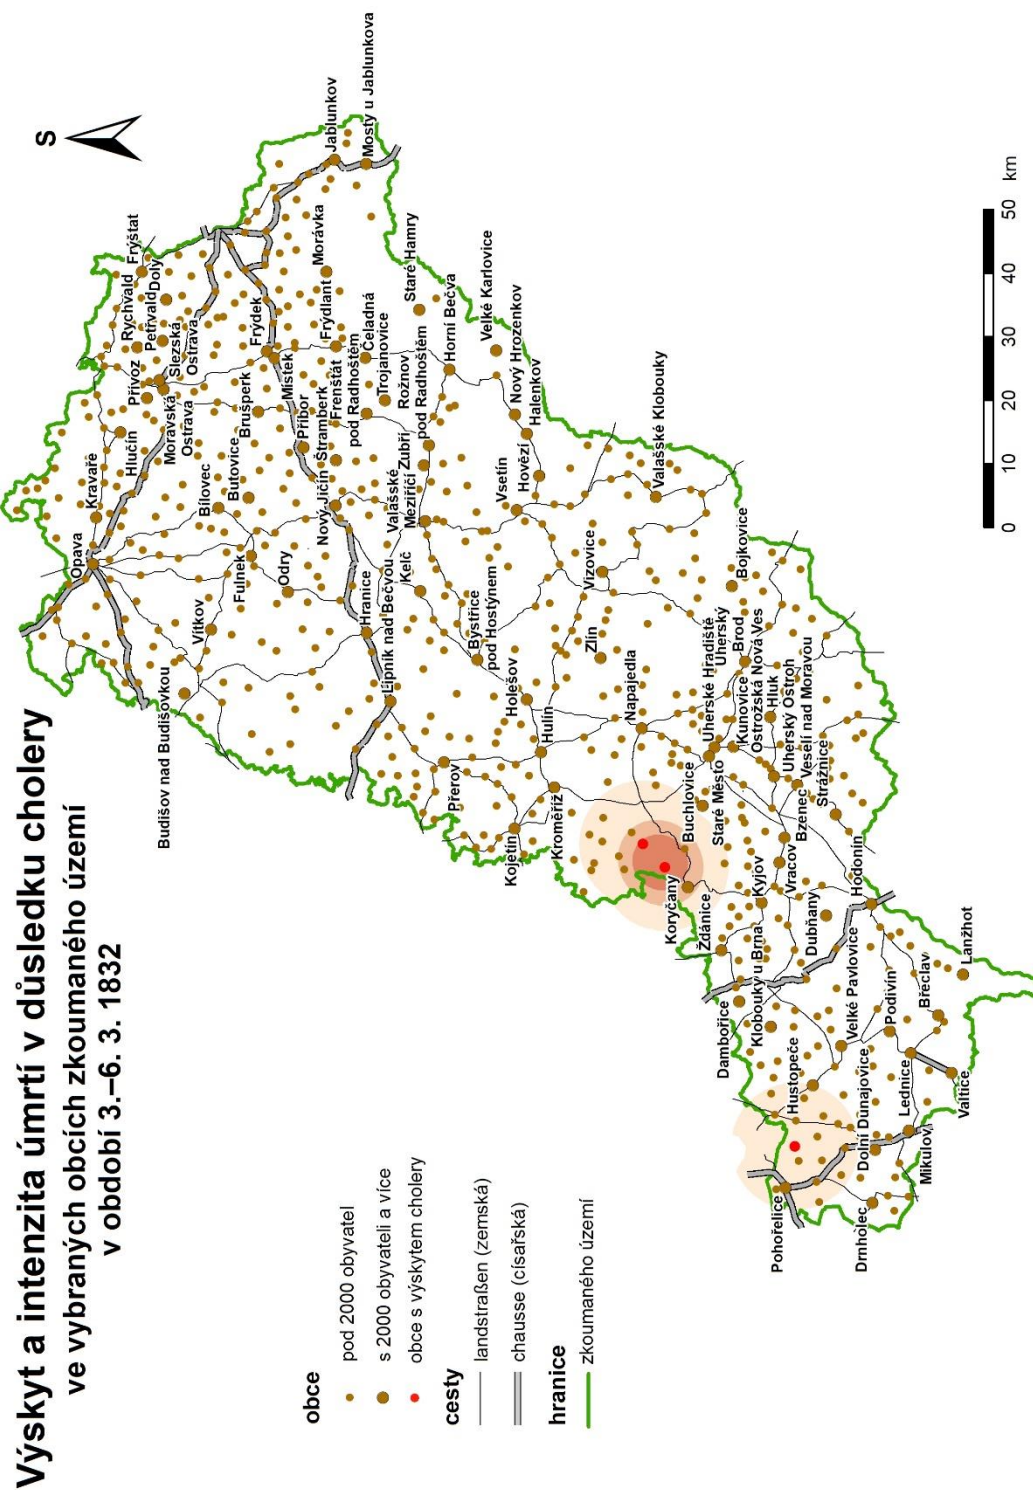 Výskyt a intenzita úmrtí v důsledku cholery
ve vybraných obcích zkoumaného území
v období 3.–6. 3. 1832
S
obce
pod 2000 obyvatel
s 2000 obyvateli a více
obce s výskytem cholery
cesty
landstraßen (zemská)
chausse (císařská)
hranice
zkoumaného území
0 10 20 30 40 50 km
Opava
Kravaře
Hlučín
Přívoz
Rychvald
Frýštat
Petřvald
Doly
Slezská
Ostrava
Moravská
Ostrava
Budišov nad Budišovkou
Vítkov
Bílovec
Butovice
Brušperk
Frýdek
Místek
Fulnek
Odry
Příbor
Nový Jičín
Štramberk
Frenštát
pod Radhoštěm
Frýdlant
Morávka
Jablunkov
Mosty u Jablunkova
Čeladná
Trojanovice
Staré Hamry
Hranice
Lipník nad Bečvou
Kelč
Valašské
Meziříčí
Zubří
Rožnov
pod Radhoštěm
Horní Bečva
Velké Karlovice
Přerov
Bystřice
pod Hostýnem
Holešov
Hulín
Kojetín
Kroměříž
Vsetín
Hovězí
Halenkov
Nový Hrozenkov
Zlín
Vizovice
Valašské Klobouky
Napajedla
Koryčany
Buchlovice
Staré Město
Uherské Hradiště
Kunovice
Uherský
Brod
Bojkovice
Ostrožská Nová Ves
Hluk
Uherský Ostroh
Veselí nad Moravou
Strážnice
Bzenec
Vracov
Kyjov
Ždánice
Dambořice
Klobouky u Brna
Dubňany
Hodonín
Hustopeče
Velké Pavlovice
Podivín
Břeclav
Lanžhot
Pohořelice
Dolní Dunajovice
Lednice
Valtice
Mikulov
Drnholec